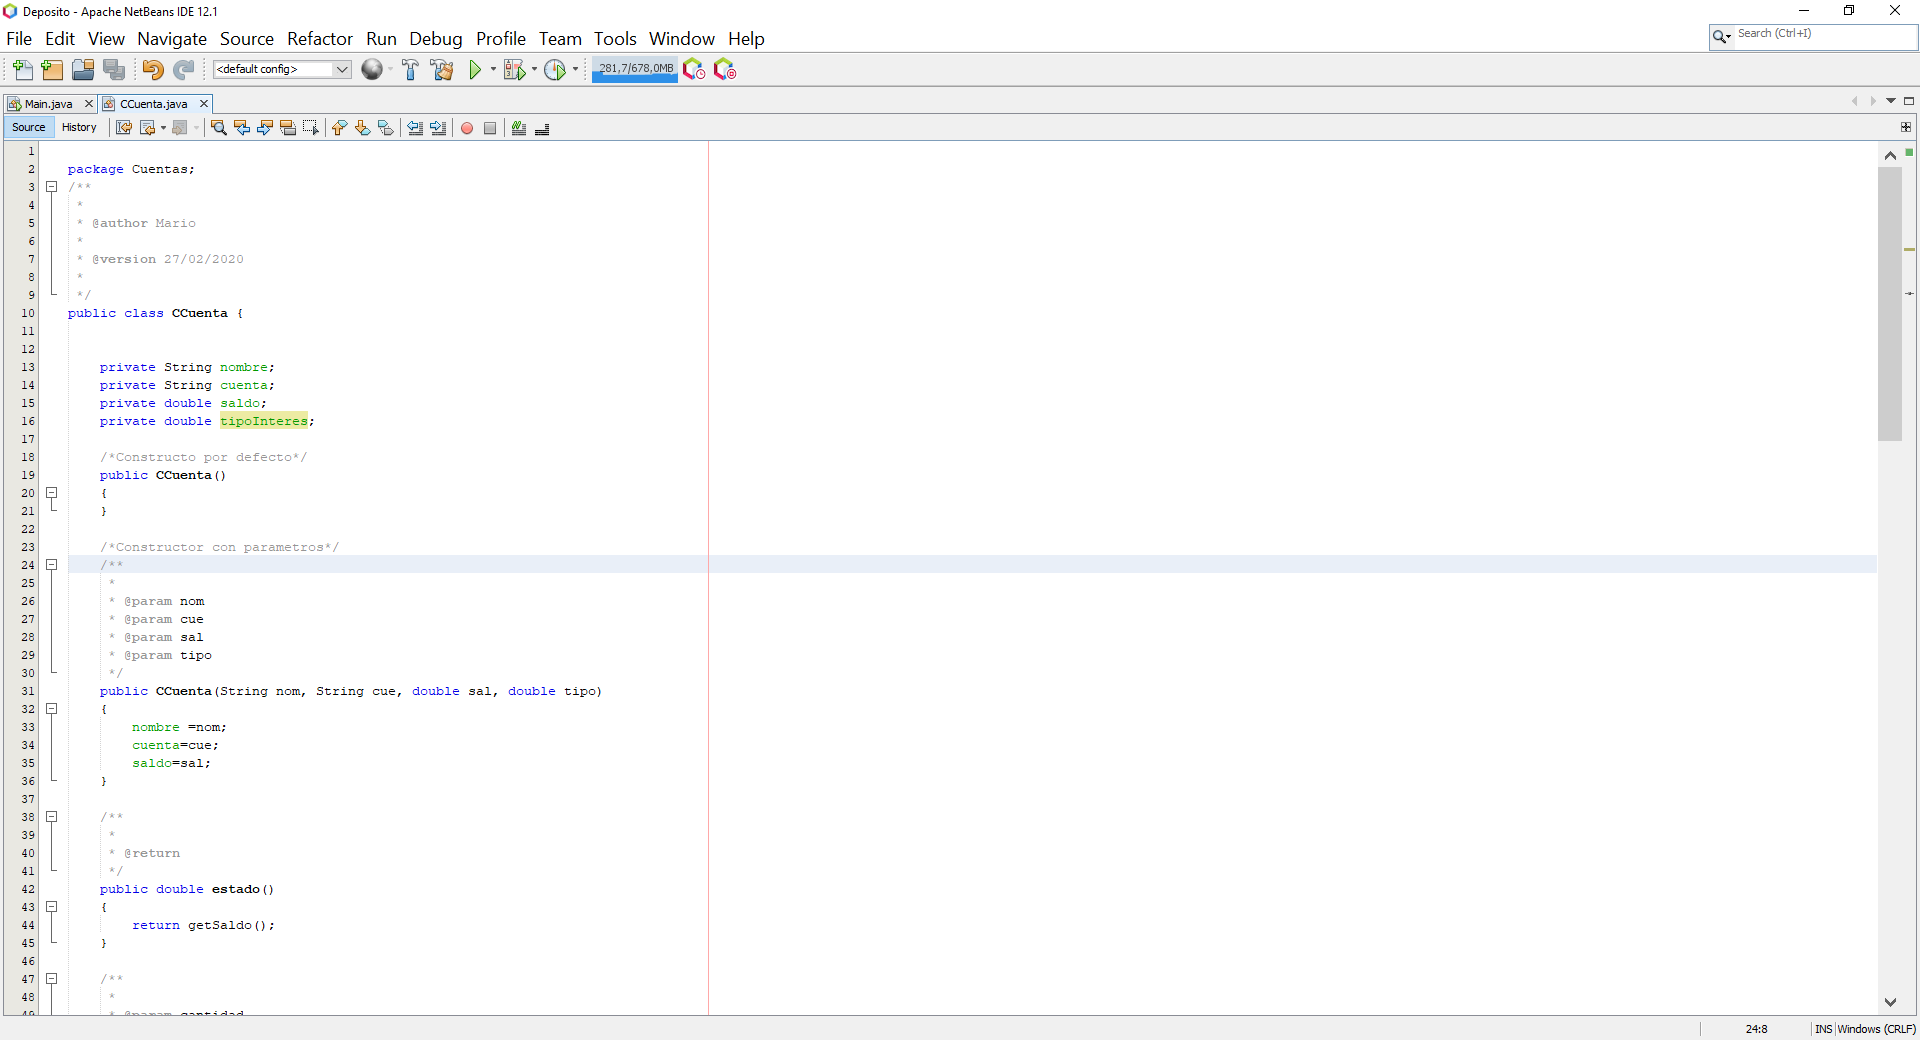 Deposito - Apache NetBeans IDE 12.1
File Edit View Navigate Source Refactor Run Debug Profile Team Tools Window Help
Search (Ctrl+I)
<default config>
281,7/678,0MB
Main.java
CCuenta.java
Source History
1
2 package Cuentas;
3 /**
4 *
5 * @author Mario
6 *
7 * @version 27/02/2020
8 *
9 */
10 public class CCuenta {
11
12
13 private String nombre;
14 private String cuenta;
15 private double saldo;
16 private double tipoInteres;
17
18 /*Constructo por defecto*/
19 public CCuenta()
20 {
21 }
22
23 /*Constructor con parametros*/
24 /**
25 *
26 * @param nom
27 * @param cue
28 * @param sal
29 * @param tipo
30 */
31 public CCuenta(String nom, String cue, double sal, double tipo)
32 {
33 nombre =nom;
34 cuenta=cue;
35 saldo=sal;
36 }
37
38 /**
39 *
40 * @return
41 */
42 public double estado()
43 {
44 return getSaldo();
45 }
46
47 /**
48 *
49 * @param cantidad
24:8 INS Windows (CRLF)